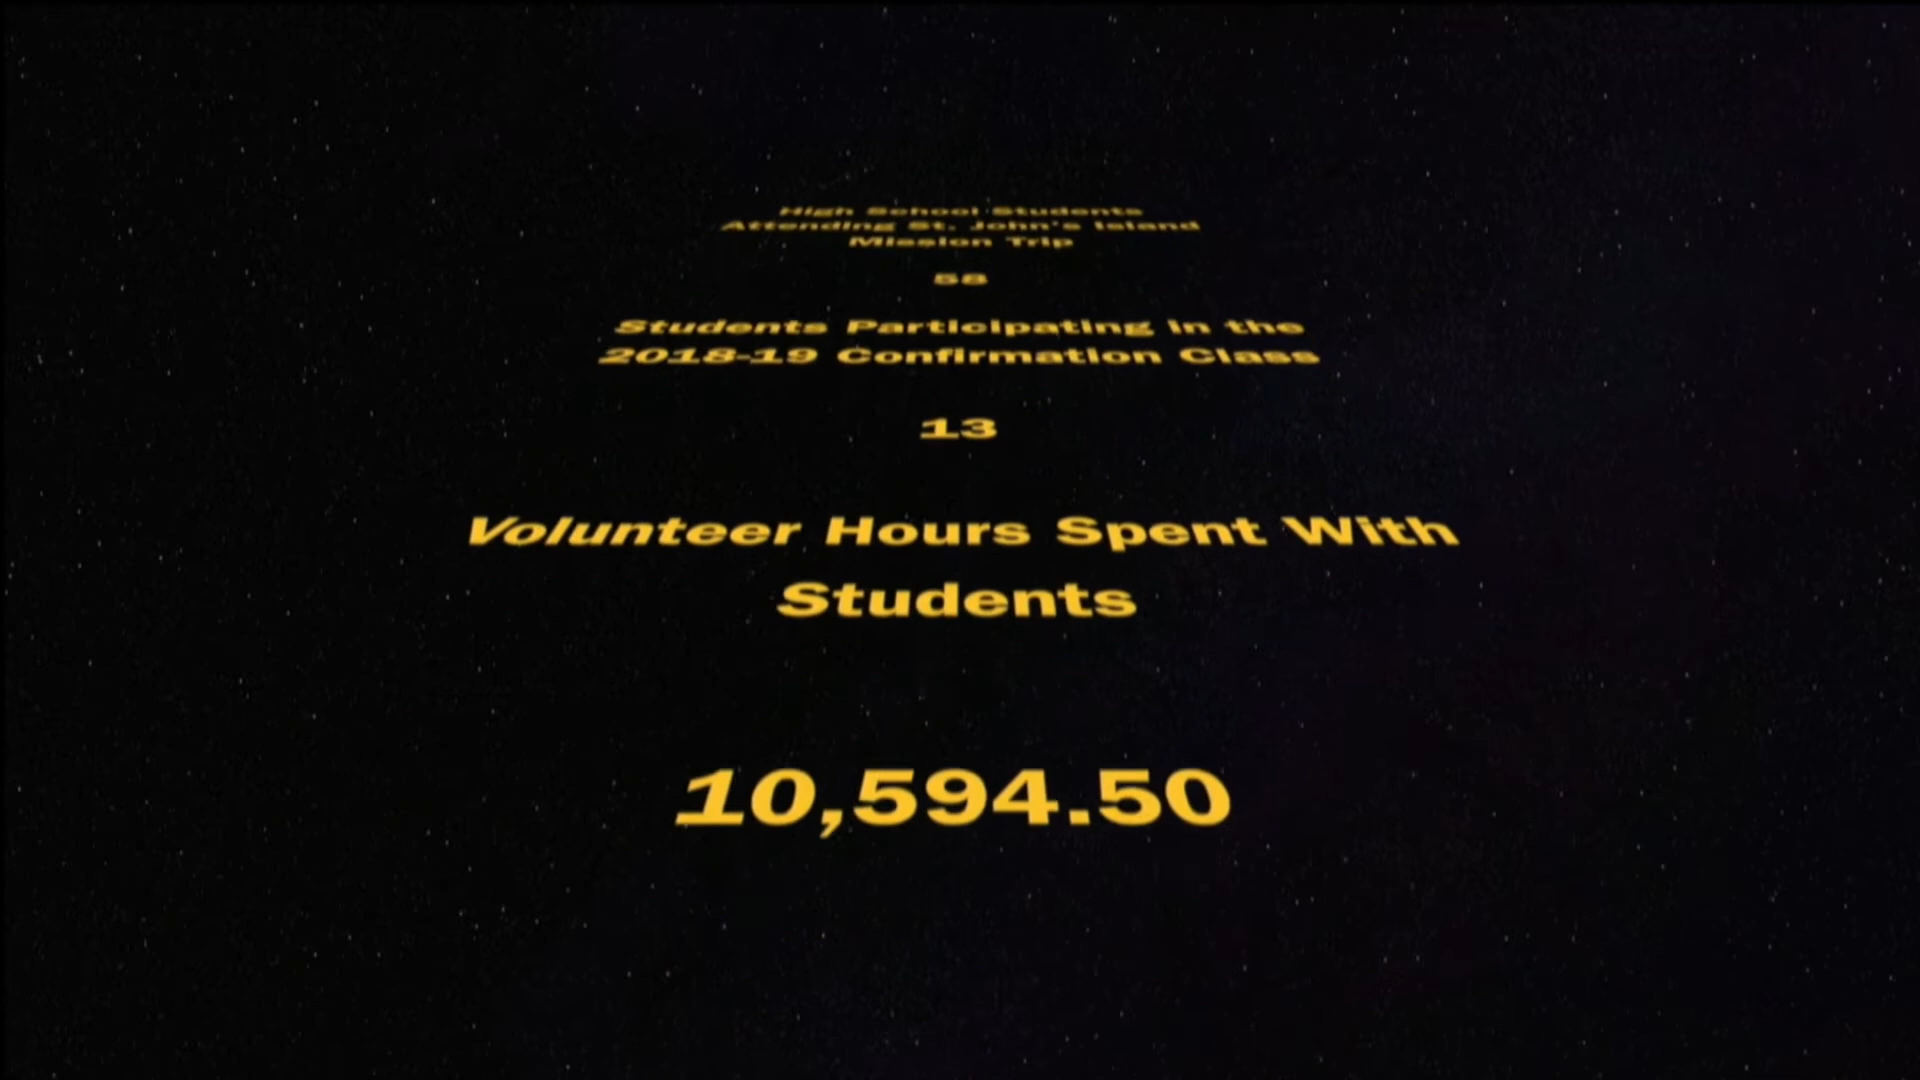 High School Students
Attending St. John's Island
Mission Trip
58
Students Participating in the
2018-19 Confirmation Class
13
Volunteer Hours Spent With
Students
10,594.50